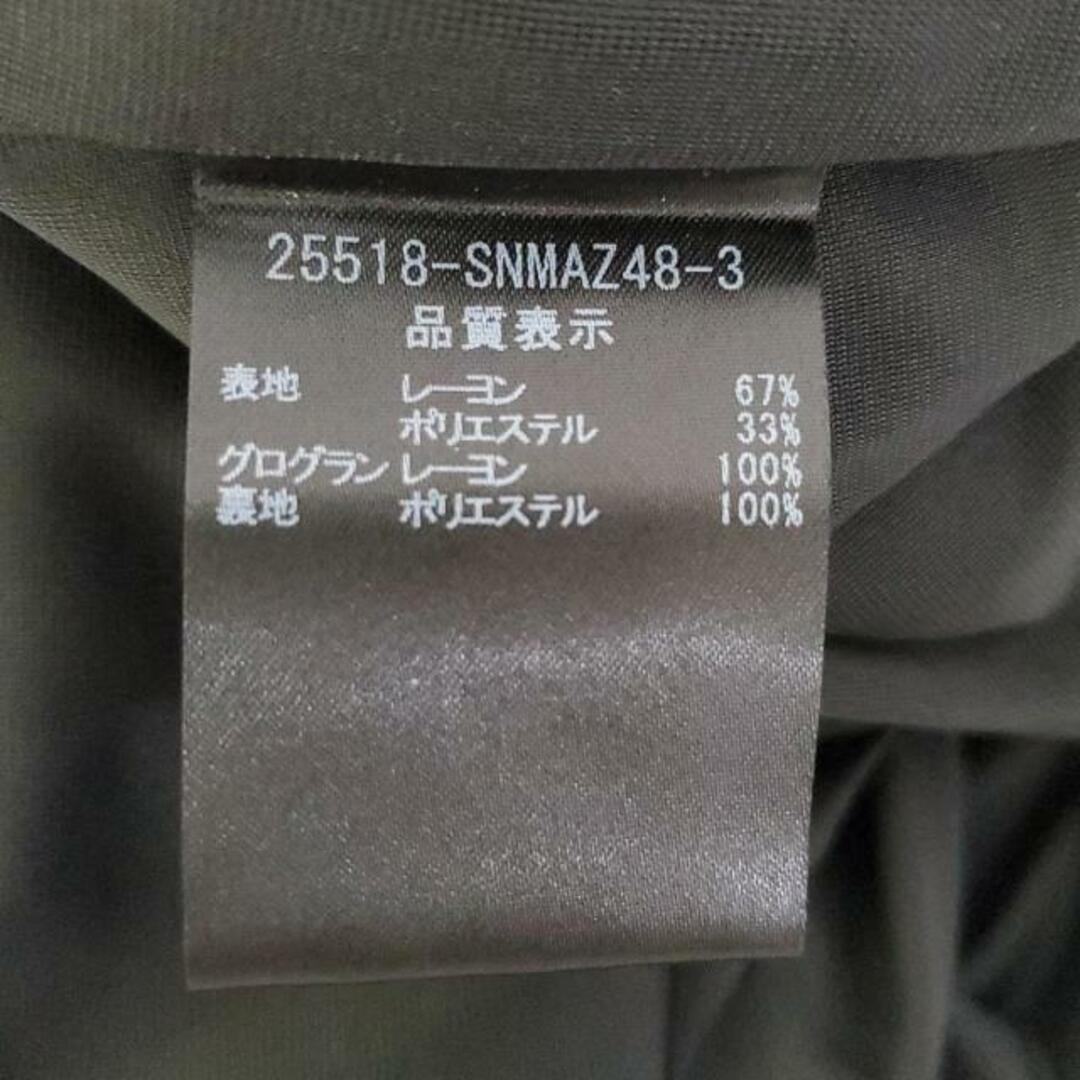 25518-SNMAZ48-3
品質表示
表地 レーヨン 67%
ポリエステル 33%
グログラン レーヨン 100%
裏地 ポリエステル 100%